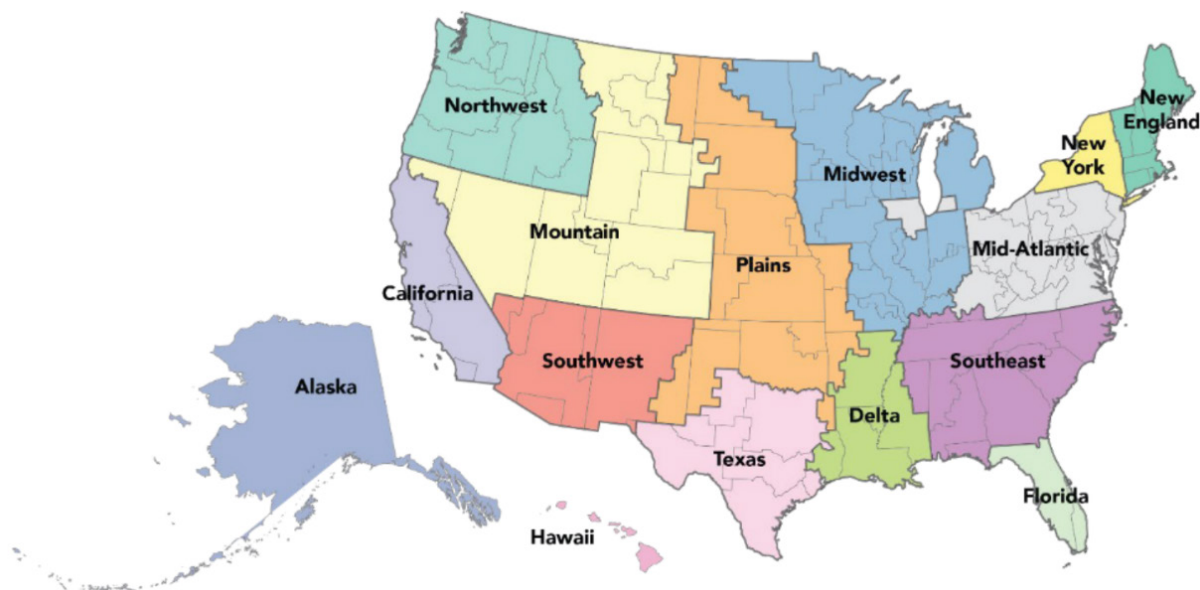 Northwest
New
England
New
York
Midwest
Mountain
Mid-Atlantic
Plains
California
Southwest
Southeast
Alaska
Delta
Texas
Florida
Hawaii